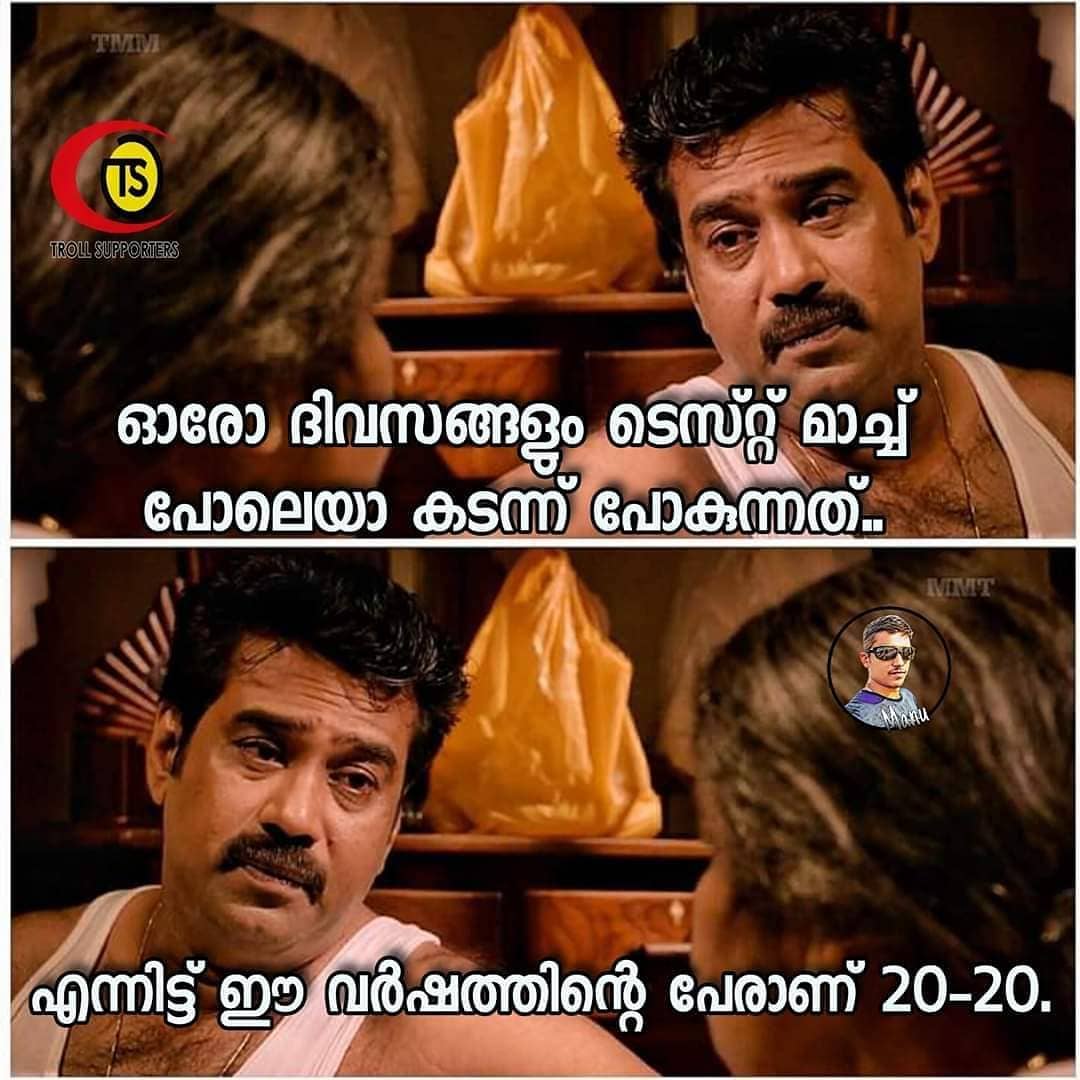 TMM
TS
TROLL SUPPORTERS
ഓരോ ദിവസങ്ങളും ടെസ്റ്റ് മാച്ച്
പോലെയാ കടന്ന് പോകുന്നത്..
MMT
Manu
എന്നിട്ട് ഈ വർഷത്തിന്റെ പേരാണ് 20-20.